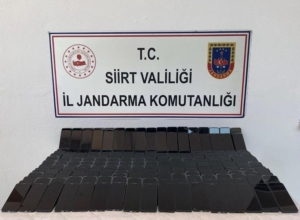 T.C.
SİİRT VALİLİĞİ
İL JANDARMA KOMUTANLIĞI